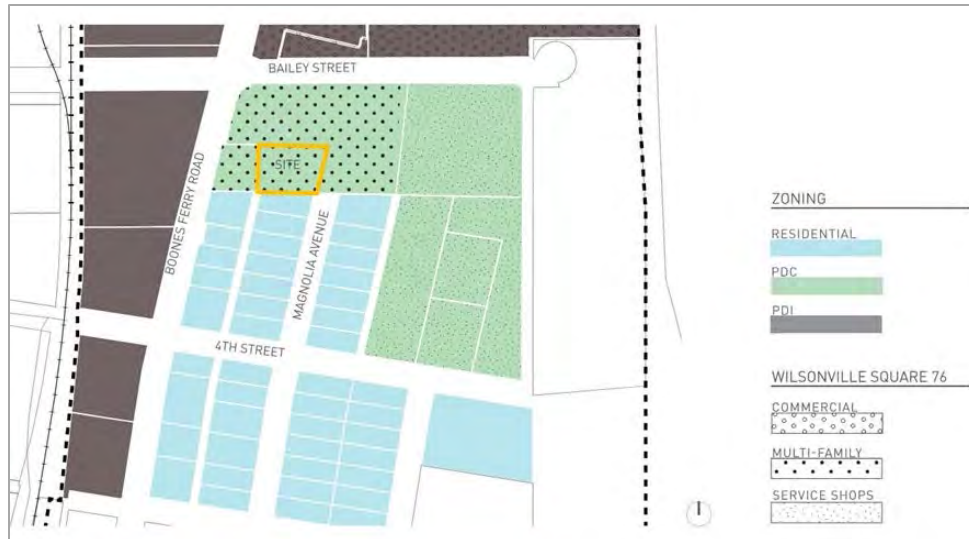 BAILEY STREET
SITE
BOONES FERRY ROAD
MAGNOLIA AVENUE
4TH STREET
ZONING
RESIDENTIAL
PDC
PDI
WILSONVILLE SQUARE 76
COMMERCIAL
MULTI-FAMILY
SERVICE SHOPS